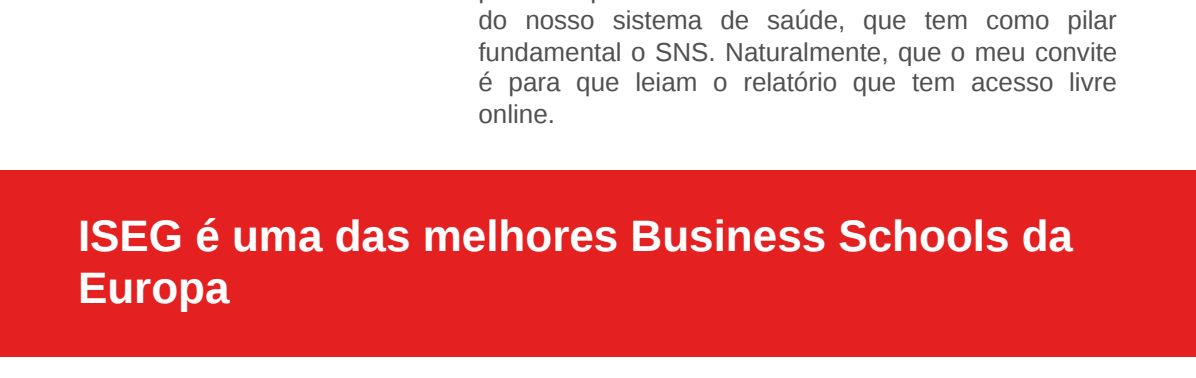 do nosso sistema de saúde, que tem como pilar
fundamental o SNS. Naturalmente, que o meu convite
é para que leiam o relatório que tem acesso livre
online.
ISEG é uma das melhores Business Schools da
Europa